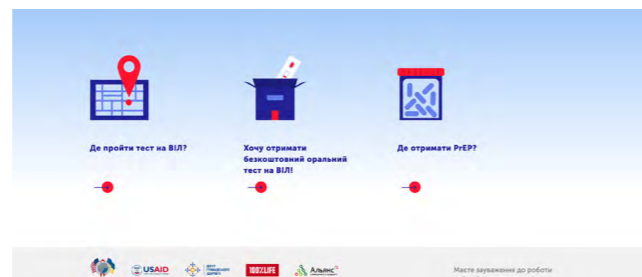 Де пройти тест на ВІЛ?
Хочу отримати
безкоштовний оральний
тест на ВІЛ!
Де отримати PrEP?
USAID
100%LIFE
Альянс
Маєте зауваження до роботи